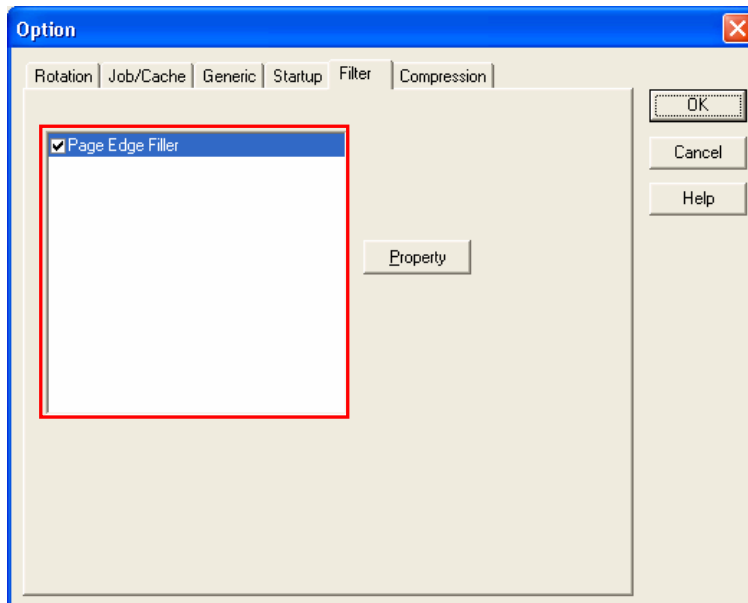 Option
Rotation Job/Cache Generic Startup Filter Compression
OK
Page Edge Filler
Cancel
Help
Property